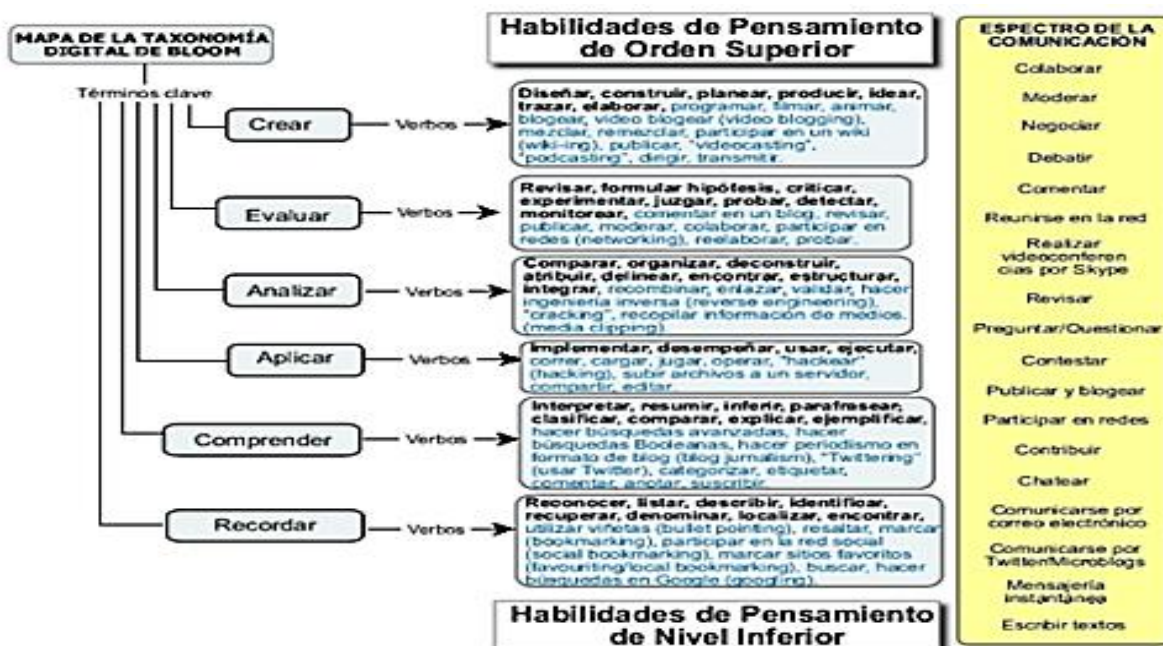 MAPA DE LA TAXONOMÍA
DIGITAL DE BLOOM
Términos clave
Habilidades de Pensamiento
de Orden Superior
Crear
Verbos
Diseñar, construir, planear, producir, idear,
trazar, elaborar, programar, filmar, animar,
blogear, video blogear (video blogging),
mezclar, remezclar, participar en un wiki
(wiki-ing), publicar, "videocasting",
"podcasting", dirigir, transmitir.
Evaluar
Verbos
Revisar, formular hipótesis, criticar,
experimentar, juzgar, probar, detectar,
monitorear, comentar en un blog, revisar,
publicar, moderar, colaborar, participar en
redes (networking), reelaborar, probar.
Analizar
Verbos
Comparar, organizar, deconstruir,
atribuir, delinear, encontrar, estructurar,
integrar, recombinar, enlazar, validar, hacer
ingeniería inversa (reverse engineering),
"cracking", recopilar información de medios.
(media clipping).
Aplicar
Verbos
Implementar, desempeñar, usar, ejecutar,
correr, cargar, jugar, operar, "hackear"
(hacking), subir archivos a un servidor,
compartir, editar.
Comprender
Verbos
Interpretar, resumir, inferir, parafrasear,
clasificar, comparar, explicar, ejemplificar,
hacer búsquedas avanzadas, hacer
búsquedas Booleanas, hacer periodismo en
formato de blog (blog jurnalism), "Twittering"
(usar Twitter), categorizar, etiquetar,
comentar, anotar, suscribir.
Recordar
Verbos
Reconocer, listar, describir, identificar,
recuperar, denominar, localizar, encontrar,
utilizar viñetas (bullet pointing), resaltar, marcar
(bookmarking), participar en la red social
(social bookmarking), marcar sitios favoritos
(favouriting/local bookmarking), buscar, hacer
búsquedas en Google (googling).
Habilidades de Pensamiento
de Nivel Inferior
ESPECTRO DE LA
COMUNICACIÓN
Colaborar
Moderar
Negociar
Debatir
Comentar
Reunirse en la red
Realizar
videoconferen
cias por Skype
Revisar
Preguntar/Questionar
Contestar
Publicar y blogear
Participar en redes
Contribuir
Chatear
Comunicarse por
correo electrónico
Comunicarse por
Twitter/Microblogs
Mensajería
instantánea
Escribir textos